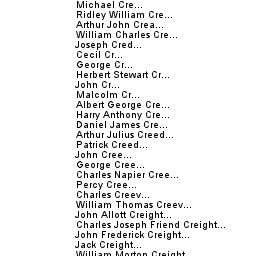 Michael Cre...
Ridley William Cre...
Arthur John Crea...
William Charles Cre...
Joseph Cred...
Cecil Cr...
George Cr...
Herbert Stewart Cr...
John Cr...
Malcolm Cr...
Albert George Cre...
Harry Anthony Cre...
Daniel James Cre...
Arthur Julius Creed...
Patrick Creed...
John Cree...
George Cree...
Charles Napier Cree...
Percy Cree...
Charles Creev...
William Thomas Creev...
John Allott Creight...
Charles Joseph Friend Creight...
John Frederick Creight...
Jack Creight...
William Morton Creight